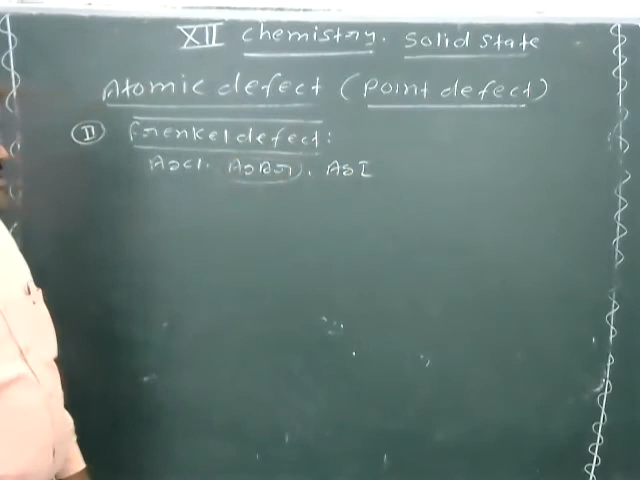 XII Chemistry. Solid state
Atomic defect (Point defect)
II Frenkel defect:
AgCl. AgBr, AgI